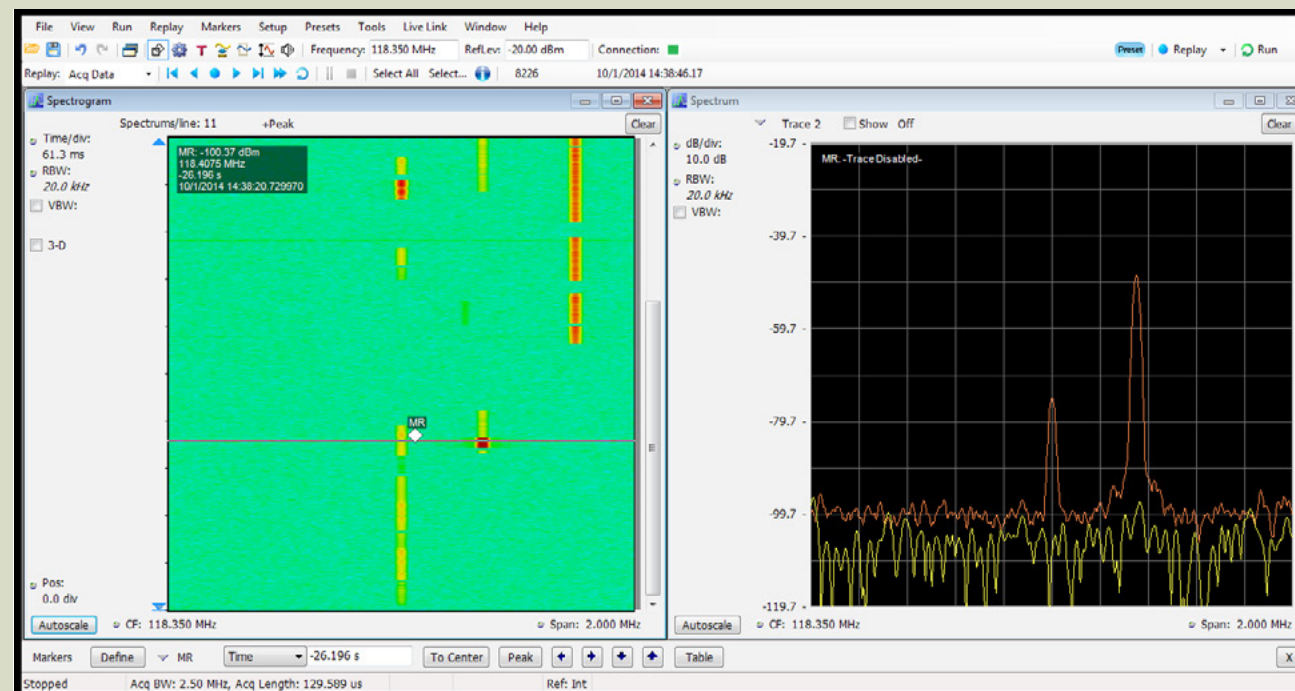 File View Run Replay Markers Setup Presets Tools Live Link Window Help
T Frequency: 118.350 MHz RefLev: -20.00 dBm Connection: Preset Replay Run
Replay: Acq Data Select All Select... 8226 10/1/2014 14:38:46.17
Spectrogram
Spectrums/line: 11 +Peak Clear
Time/div:
61.3 ms
RBW:
20.0 kHz
VBW:
3-D
MR: -100.37 dBm
118.4075 MHz
-26.196 s
10/1/2014 14:38:20.729970
MR
Pos:
0.0 div
Autoscale CF: 118.350 MHz Span: 2.000 MHz
Spectrum
Trace 2 Show Off Clear
dB/div:
10.0 dB
RBW:
20.0 kHz
VBW:
MR: -Trace Disabled-
-19.7
-39.7
-59.7
-79.7
-99.7
-119.7
Autoscale CF: 118.350 MHz Span: 2.000 MHz
Markers Define MR Time -26.196 s To Center Peak Table X
Stopped Acq BW: 2.50 MHz, Acq Length: 129.589 us Ref: Int